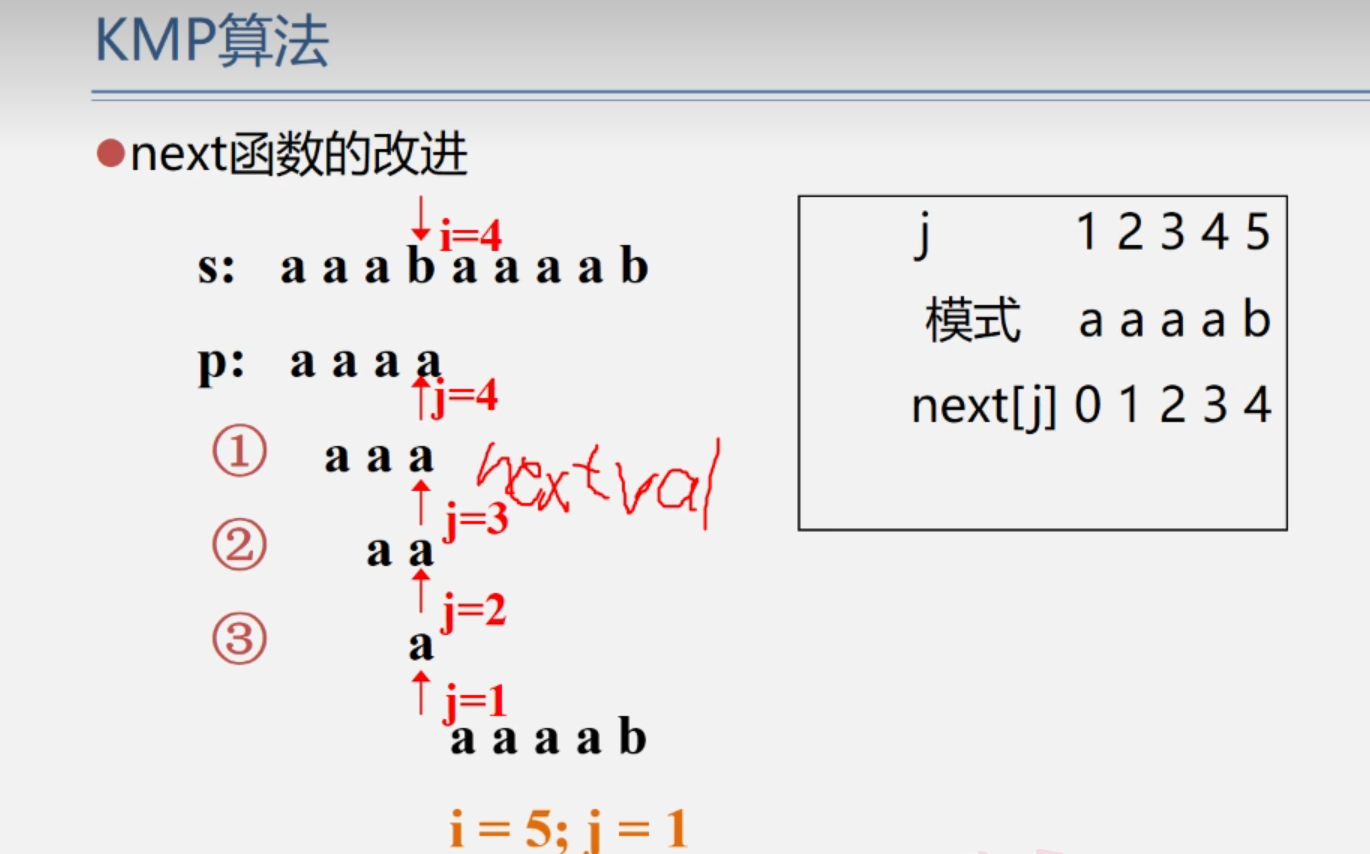 KMP算法
●next函数的改进
i=4
s: a a a b a a a a b
p: a a a a
j=4
① a a a
nextval
j=3
② a a
j=2
③ a
j=1
a a a a b
i = 5; j = 1
j 1 2 3 4 5
模式 a a a a b
next[j] 0 1 2 3 4